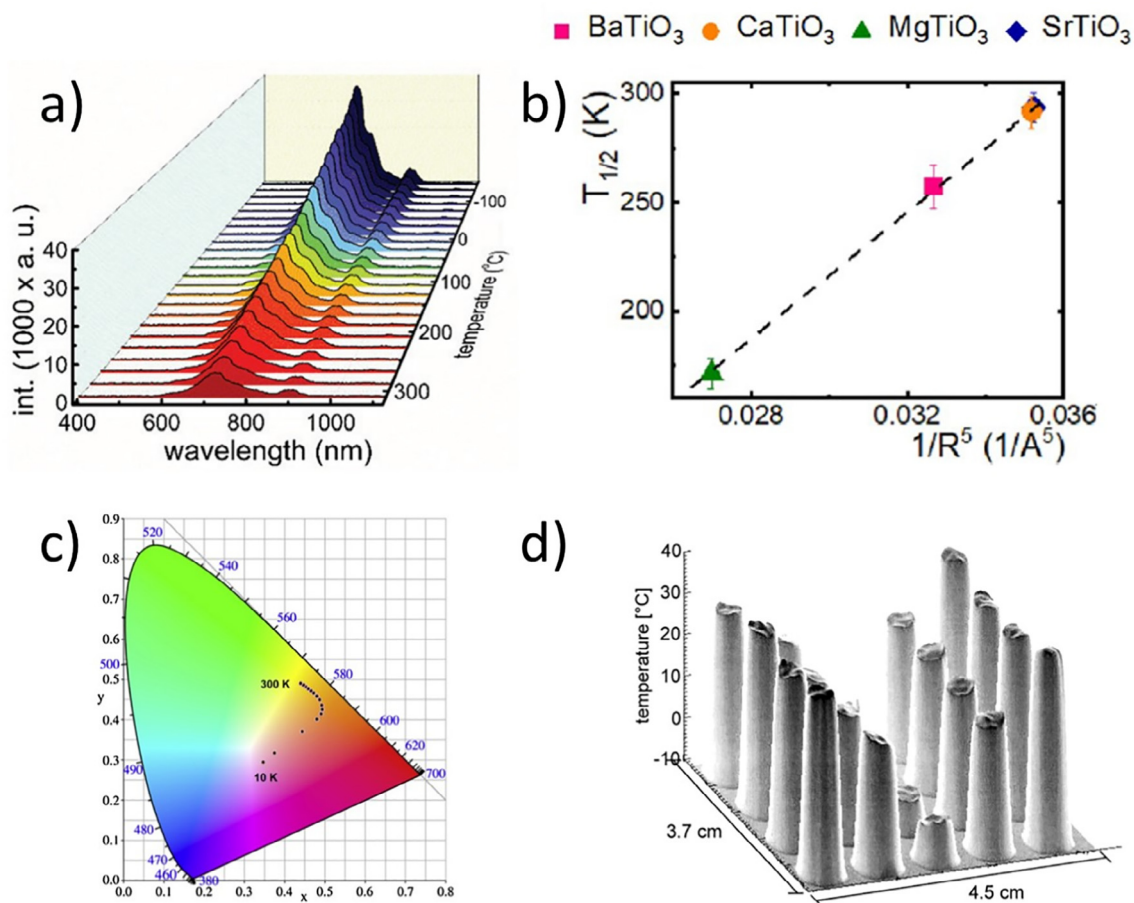 BaTiO₃ CaTiO₃ MgTiO₃ SrTiO₃
a)
int. (1000 x a. u.)
40
30
20
10
0
400 600 800 1000
wavelength (nm)
-100
0
100
200
300
temperature (°C)
b)
T₁/₂ (K)
300
250
200
0.028 0.032 0.036
1/R⁵ (1/A⁵)
c)
0.9
0.8
0.7
0.6
0.5
y
0.4
0.3
0.2
0.1
0.0
0.0 0.1 0.2 0.3 0.4 0.5 0.6 0.7 0.8
x
520
540
560
500
580
300 K
600
620
490
10 K
700
480
470
460
380
d)
temperature [°C]
40
30
20
10
0
-10
3.7 cm
4.5 cm